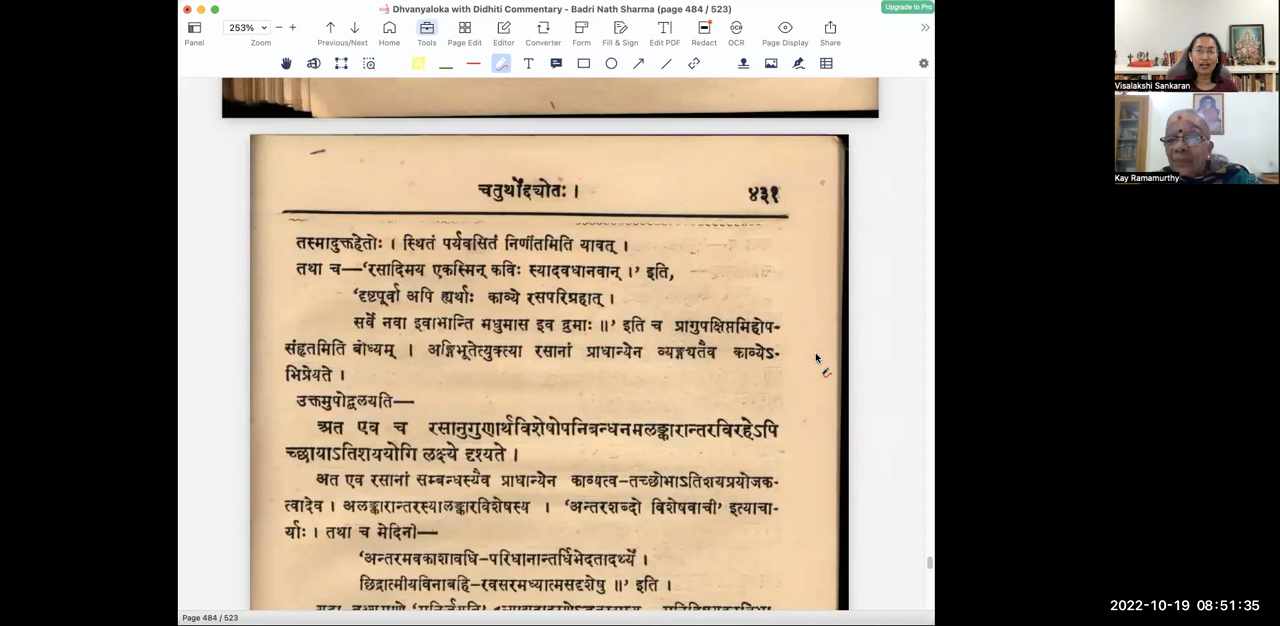 Dhvanyaloka with Didhiti Commentary - Badri Nath Sharma (page 484 / 523)
Upgrade to Pro
253%
Panel Zoom Previous/Next Home Tools Page Edit Editor Converter Form Fill & Sign Edit PDF Redact OCR Page Display Share
Visalakshi Sankaran
Kay Ramamurthy
चतुर्थोद्द्योतः । ४३१
तस्मादुक्तहेतोः । स्थितं पर्यवसितं निर्णीतमिति यावत् ।
तथा च—‘रसादिमय एकस्मिन् कविः स्यादवधानवान् ।’ इति,
‘दृष्टपूर्वा अपि ह्यर्थाः काव्ये रसपरिग्रहात् ।
सर्वे नवा इवाभान्ति मधुमास इव द्रुमाः ॥’ इति च प्रागुपक्षिप्तमिहोप-
संहृतमिति बोध्यम् । अङ्गिभूतेत्युक्त्या रसानां प्राधान्येन व्यङ्ग्यतैव काव्येऽ-
भिप्रेयते ।
उक्तमुपोद्वलयति—
अत एव च रसानुगुणार्थविशेषोपनिबन्धनमलङ्कारान्तरविरहेऽपि
च्छायाऽतिशययोगि लक्ष्ये दृश्यते ।
अत एव रसानां सम्बन्धस्यैव प्राधान्येन काव्यत्व–तच्छोभाऽतिशयप्रयोजक-
त्वादेव । अलङ्कारान्तरस्यालङ्कारविशेषस्य । ‘अन्तरशब्दो विशेषवाची’ इत्याचा-
र्याः । तथा च मेदिनी—
‘अन्तरमवकाशावधि–परिधानान्तर्धिभेदतादर्थ्ये ।
छिद्रात्मीयविनाबहि–रवसरमध्यात्मसदृशेषु ॥’ इति ।
Page 484 / 523
2022-10-19 08:51:35